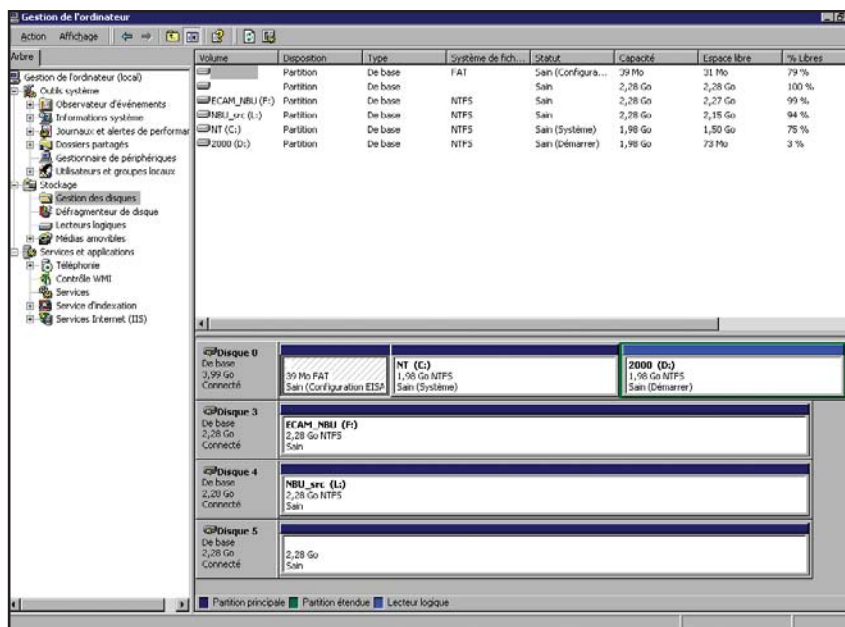 Gestion de l'ordinateur
Action Affichage
Arbre
Gestion de l'ordinateur (local)
Outils système
Observateur d'événements
Informations système
Journaux et alertes de performar
Dossiers partagés
Gestionnaire de périphériques
Utilisateurs et groupes locaux
Stockage
Gestion des disques
Défragmenteur de disque
Lecteurs logiques
Médias amovibles
Services et applications
Téléphonie
Contrôle WMI
Services
Service d'indexation
Services Internet (IIS)
Volume Disposition Type Système de fich... Statut Capacité Espace libre % Libres
Partition De base FAT Sain (Configura... 39 Mo 31 Mo 79 %
Partition De base Sain 2,28 Go 2,28 Go 100 %
ECAM_NBU (F:) Partition De base NTFS Sain 2,28 Go 2,27 Go 99 %
NBU_src (L:) Partition De base NTFS Sain 2,28 Go 2,15 Go 94 %
NT (C:) Partition De base NTFS Sain (Système) 1,98 Go 1,50 Go 75 %
2000 (D:) Partition De base NTFS Sain (Démarrer) 1,98 Go 73 Mo 3 %
Disque 0
De base
3,99 Go
Connecté
39 Mo FAT
Sain (Configuration EISA
NT (C:)
1,98 Go NTFS
Sain (Système)
2000 (D:)
1,98 Go NTFS
Sain (Démarrer)
Disque 3
De base
2,28 Go
Connecté
ECAM_NBU (F:)
2,28 Go NTFS
Sain
Disque 4
De base
2,28 Go
Connecté
NBU_src (L:)
2,28 Go NTFS
Sain
Disque 5
De base
2,28 Go
Connecté
2,28 Go
Sain
Partition principale Partition étendue Lecteur logique